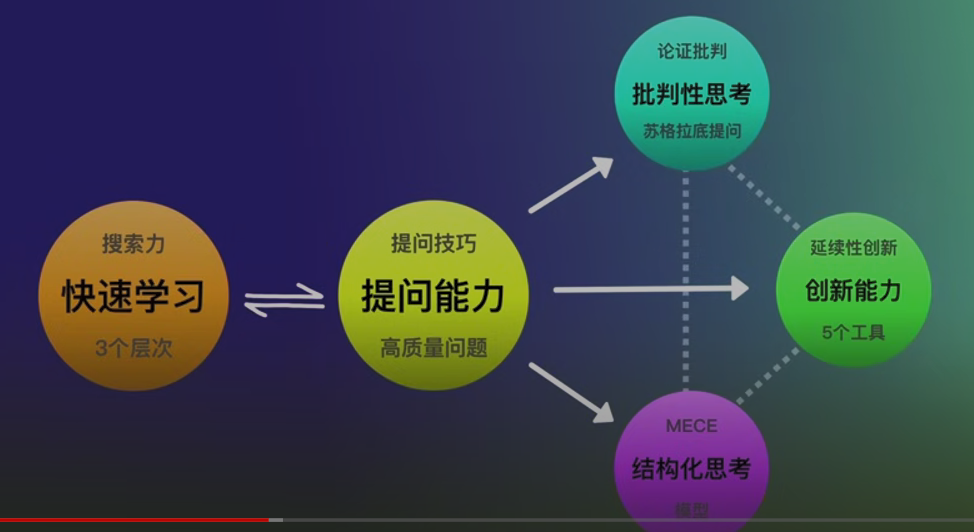 搜索力
快速学习
3个层次
提问技巧
提问能力
高质量问题
论证批判
批判性思考
苏格拉底提问
延续性创新
创新能力
5个工具
MECE
结构化思考
模型